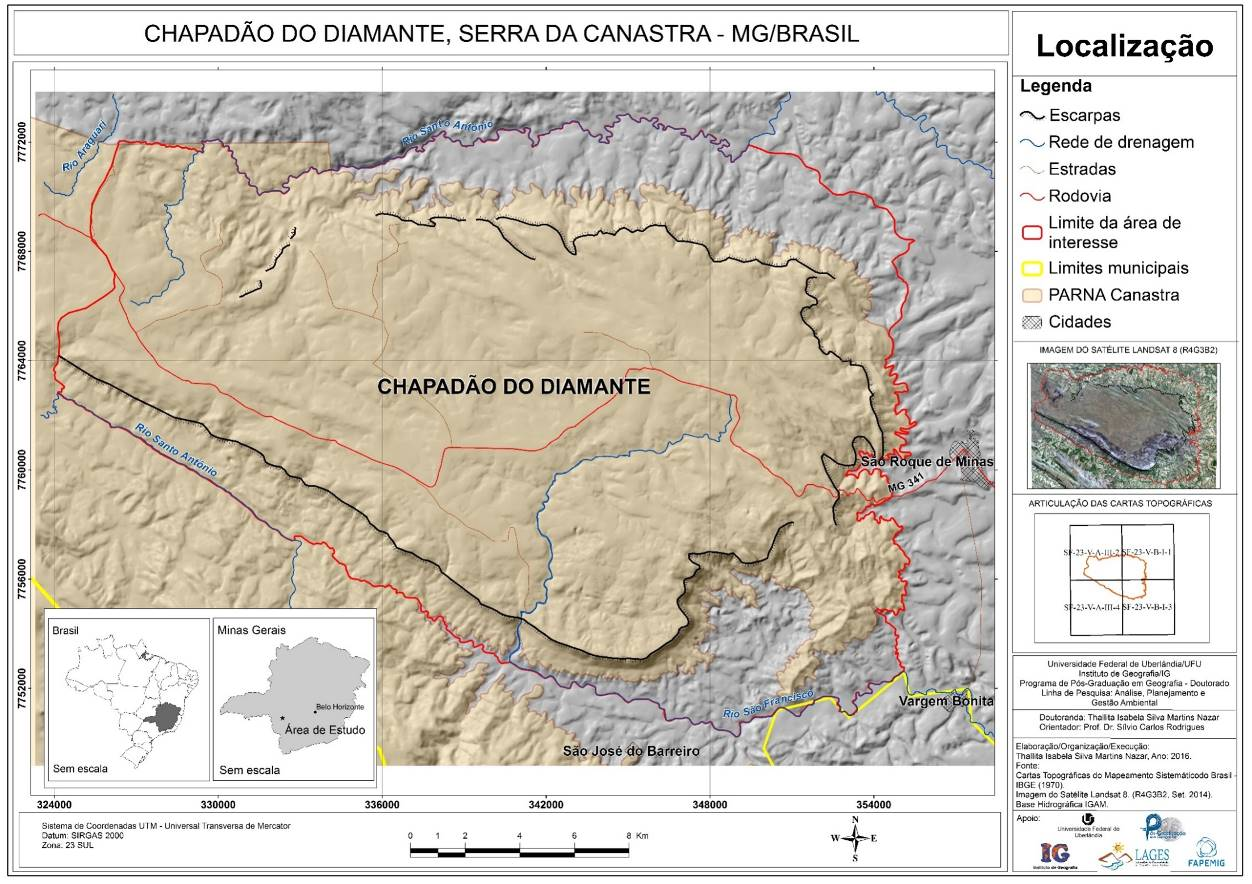 CHAPADÃO DO DIAMANTE, SERRA DA CANASTRA - MG/BRASIL
Localização
Legenda
Escarpas
Rede de drenagem
Estradas
Rodovia
Limite da área de
interesse
Limites municipais
PARNA Canastra
Cidades
IMAGEM DO SATÉLITE LANDSAT 8 (R4G3B2)
ARTICULAÇÃO DAS CARTAS TOPOGRÁFICAS
SF-23-V-A-III-2 SF-23-V-B-I-1
SF-23-V-A-III-4 SF-23-V-B-I-3
Universidade Federal de Uberlândia/UFU
Instituto de Geografia/IG
Programa de Pós-Graduação em Geografia - Doutorado
Linha de Pesquisa: Análise, Planejamento e
Gestão Ambiental
Doutoranda: Thallita Isabela Silva Martins Nazar
Orientador: Prof. Dr. Sílvio Carlos Rodrigues
Elaboração/Organização/Execução:
Thallita Isabela Silva Martins Nazar, Ano: 2016.
Fonte:
Cartas Topográficas do Mapeamento Sistemáticodo Brasil -
IBGE (1970).
Imagem do Satélite Landsat 8. (R4G3B2, Set. 2014).
Base Hidrográfica IGAM.
Apoio:
Universidade Federal de
Uberlândia
IG
Instituto de Geografia
LAGES
FAPEMIG
7772000
7768000
7764000
7760000
7756000
7752000
Rio Araguari
Rio Santo Antônio
CHAPADÃO DO DIAMANTE
Rio Santo Antônio
São Roque de Minas
MG 341
Rio São Francisco
Vargem Bonita
São José do Barreiro
Brasil
Sem escala
Minas Gerais
Belo Horizonte
Área de Estudo
Sem escala
324000 330000 336000 342000 348000 354000
Sistema de Coordenadas UTM - Universal Transversa de Mercator
Datum: SIRGAS 2000
Zona: 23 SUL
0 1 2 4 6 8 Km
N
W E
S